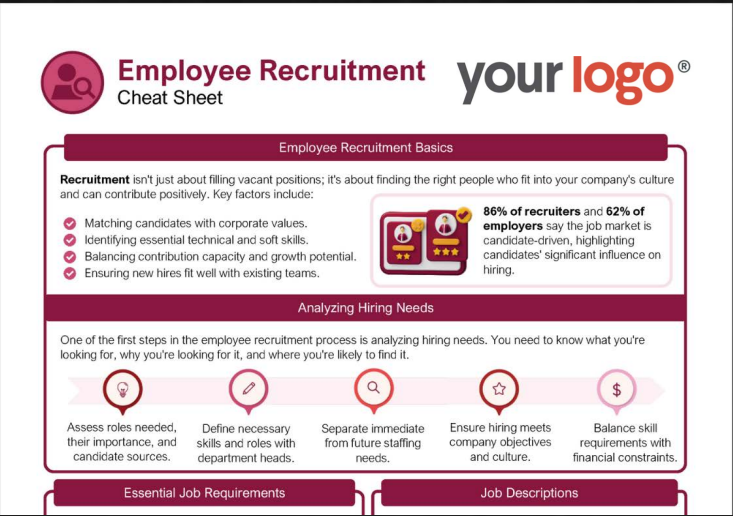 Employee Recruitment
Cheat Sheet
your logo®
Employee Recruitment Basics
Recruitment isn't just about filling vacant positions; it's about finding the right people who fit into your company's culture
and can contribute positively. Key factors include:
Matching candidates with corporate values.
Identifying essential technical and soft skills.
Balancing contribution capacity and growth potential.
Ensuring new hires fit well with existing teams.
86% of recruiters and 62% of
employers say the job market is
candidate-driven, highlighting
candidates' significant influence on
hiring.
Analyzing Hiring Needs
One of the first steps in the employee recruitment process is analyzing hiring needs. You need to know what you're
looking for, why you're looking for it, and where you're likely to find it.
$
Assess roles needed,
their importance, and
candidate sources.
Define necessary
skills and roles with
department heads.
Separate immediate
from future staffing
needs.
Ensure hiring meets
company objectives
and culture.
Balance skill
requirements with
financial constraints.
Essential Job Requirements
Job Descriptions